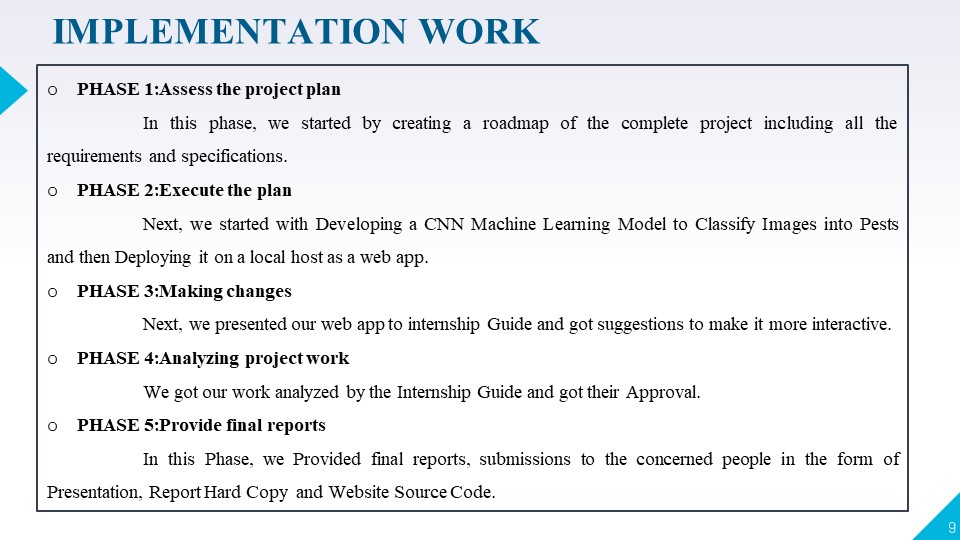 IMPLEMENTATION WORK
o PHASE 1:Assess the project plan
In this phase, we started by creating a roadmap of the complete project including all the
requirements and specifications.
o PHASE 2:Execute the plan
Next, we started with Developing a CNN Machine Learning Model to Classify Images into Pests
and then Deploying it on a local host as a web app.
o PHASE 3:Making changes
Next, we presented our web app to internship Guide and got suggestions to make it more interactive.
o PHASE 4:Analyzing project work
We got our work analyzed by the Internship Guide and got their Approval.
o PHASE 5:Provide final reports
In this Phase, we Provided final reports, submissions to the concerned people in the form of
Presentation, Report Hard Copy and Website Source Code.
9